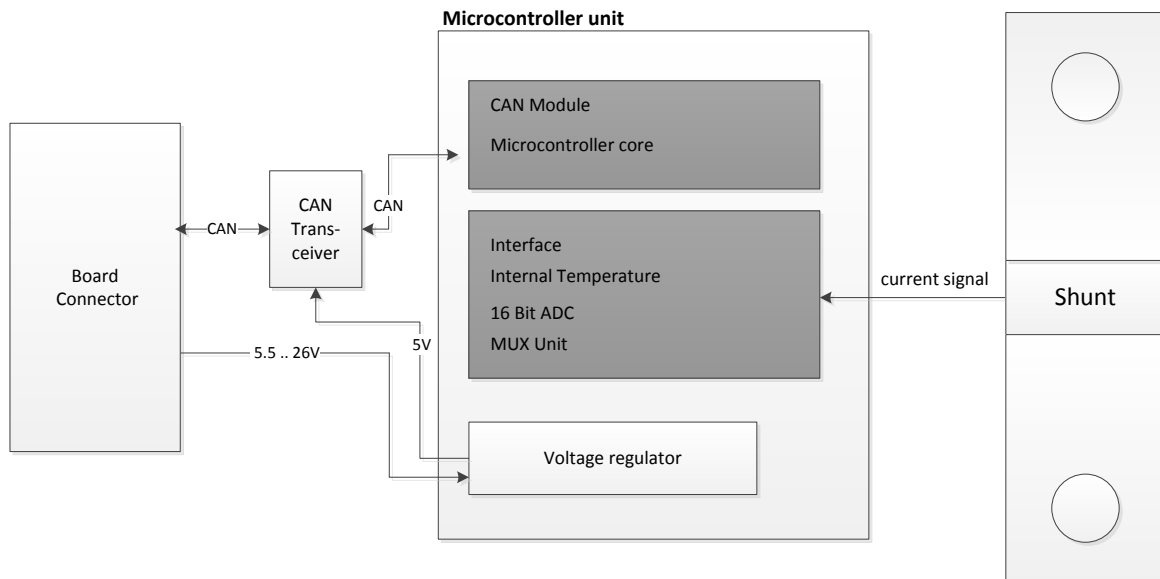 Microcontroller unit
CAN Module
Microcontroller core
Board
Connector
CAN
CAN
Trans-
ceiver
CAN
Interface
Internal Temperature
16 Bit ADC
MUX Unit
current signal
Shunt
5.5 .. 26V
5V
Voltage regulator